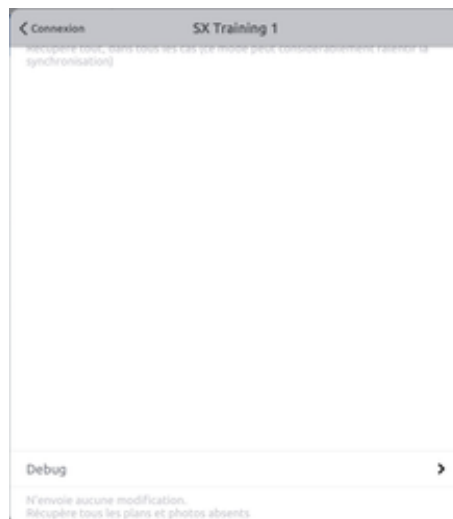 Connexion
SX Training 1
Récupère tout, dans tous les cas (ce mode peut considérablement ralentir la
synchronisation)
Debug
N'envoie aucune modification.
Récupère tous les plans et photos absents